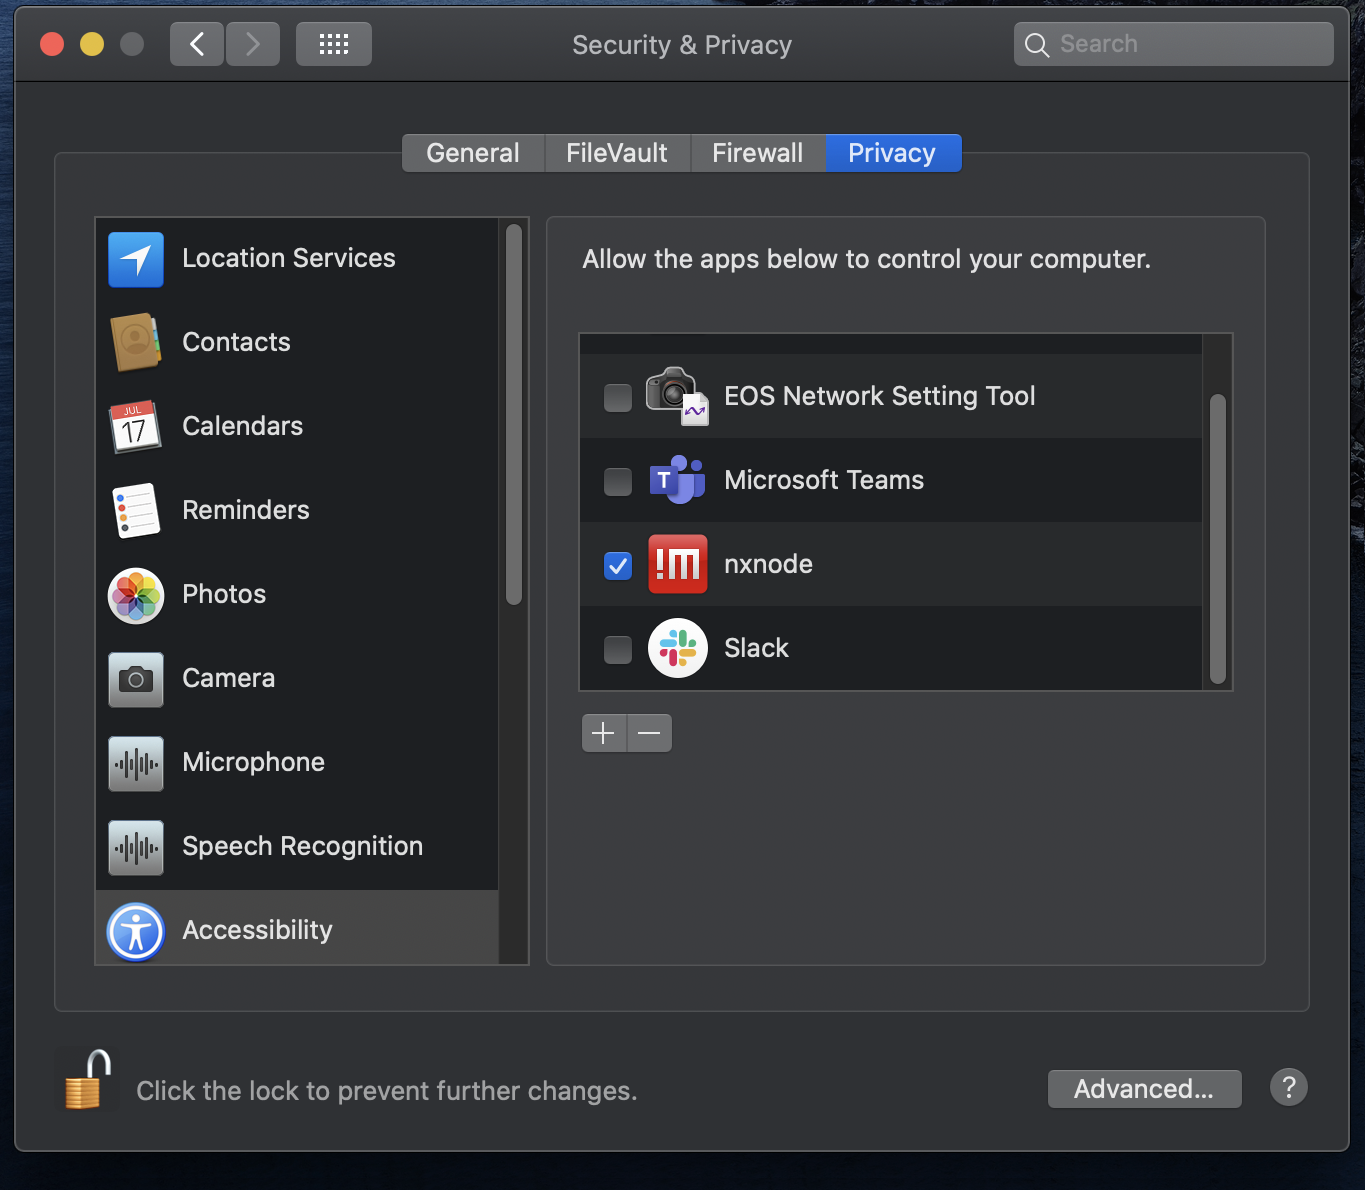 Security & Privacy
Search
General
FileVault
Firewall
Privacy
Location Services
Contacts
JUL
17
Calendars
Reminders
Photos
Camera
Microphone
Speech Recognition
Accessibility
Allow the apps below to control your computer.
EOS Network Setting Tool
T
Microsoft Teams
!M
nxnode
Slack
Click the lock to prevent further changes.
Advanced...
?